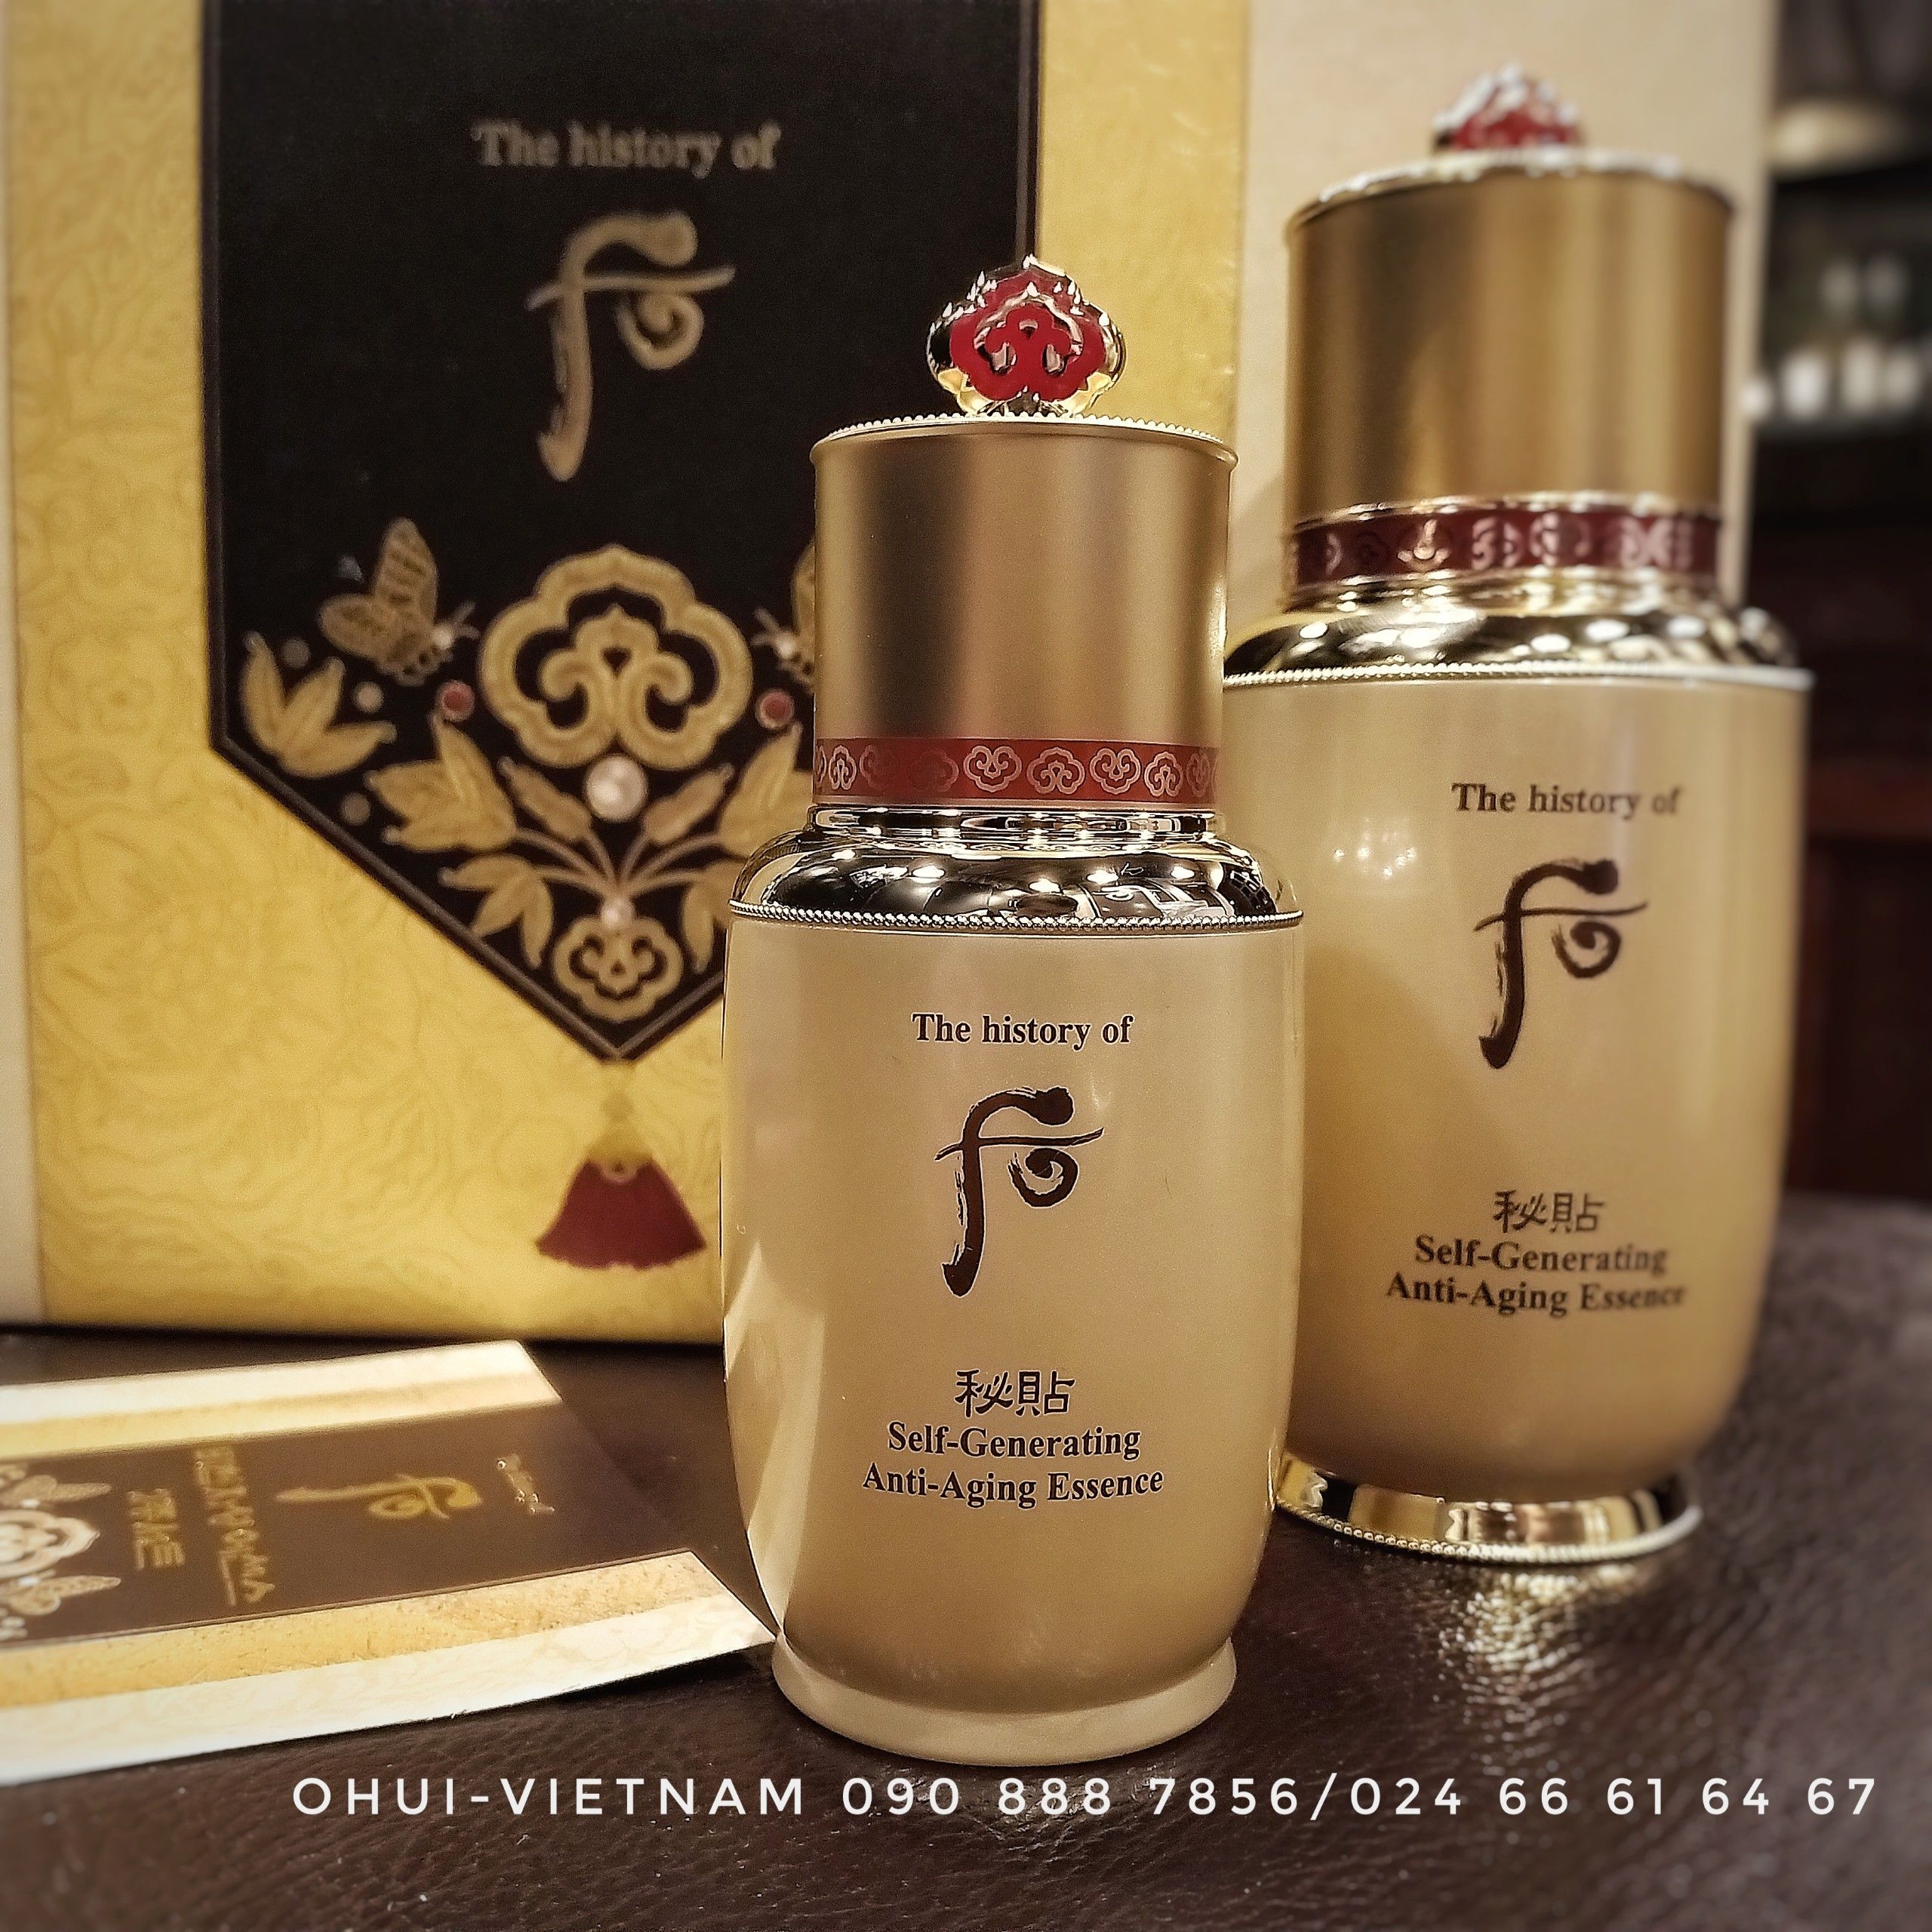 The history of
后
The history of
后
秘貼
Self-Generating
Anti-Aging Essence
The history of
后
秘貼
Self-Generating
Anti-Aging Essence
OHUI-VIETNAM 090 888 7856/024 66 61 64 67